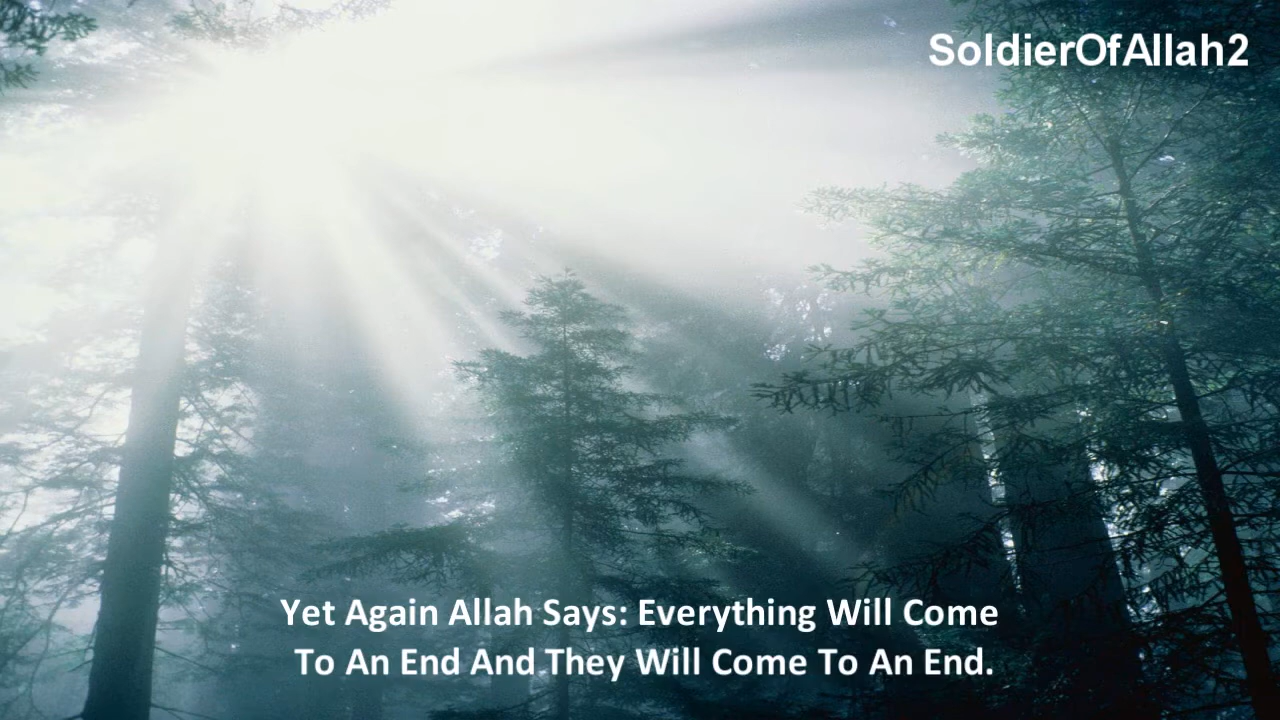 SoldierOfAllah2
Yet Again Allah Says: Everything Will Come
To An End And They Will Come To An End.